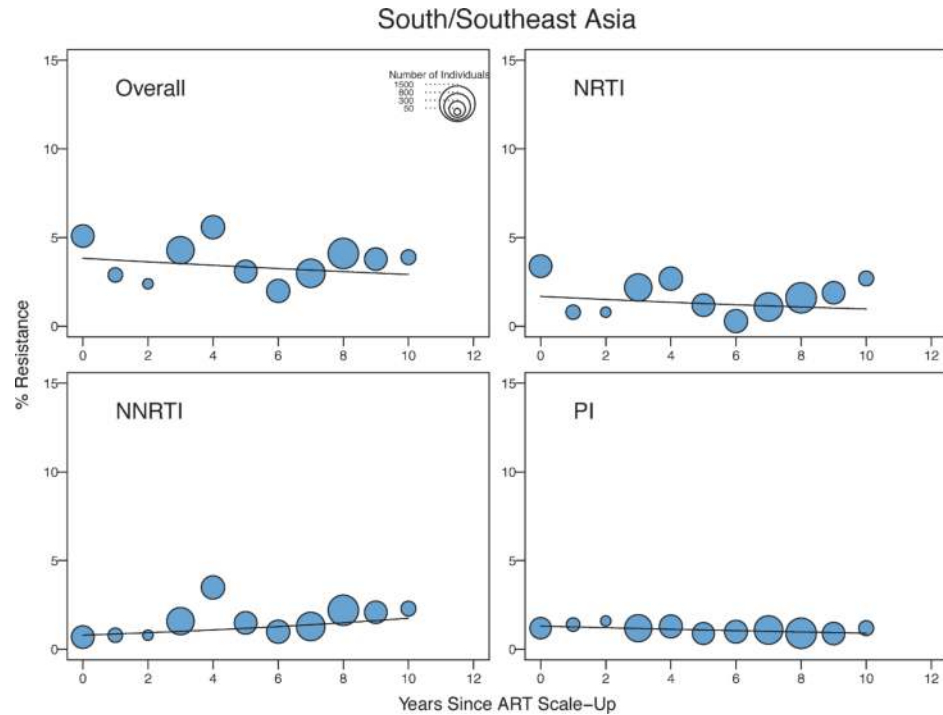 South/Southeast Asia
15
10
5
0
Overall
Number of Individuals
1500
800
300
50
0 2 4 6 8 10 12
15
10
5
0
NRTI
0 2 4 6 8 10 12
% Resistance
15
10
5
0
NNRTI
0 2 4 6 8 10 12
15
10
5
0
PI
0 2 4 6 8 10 12
Years Since ART Scale−Up